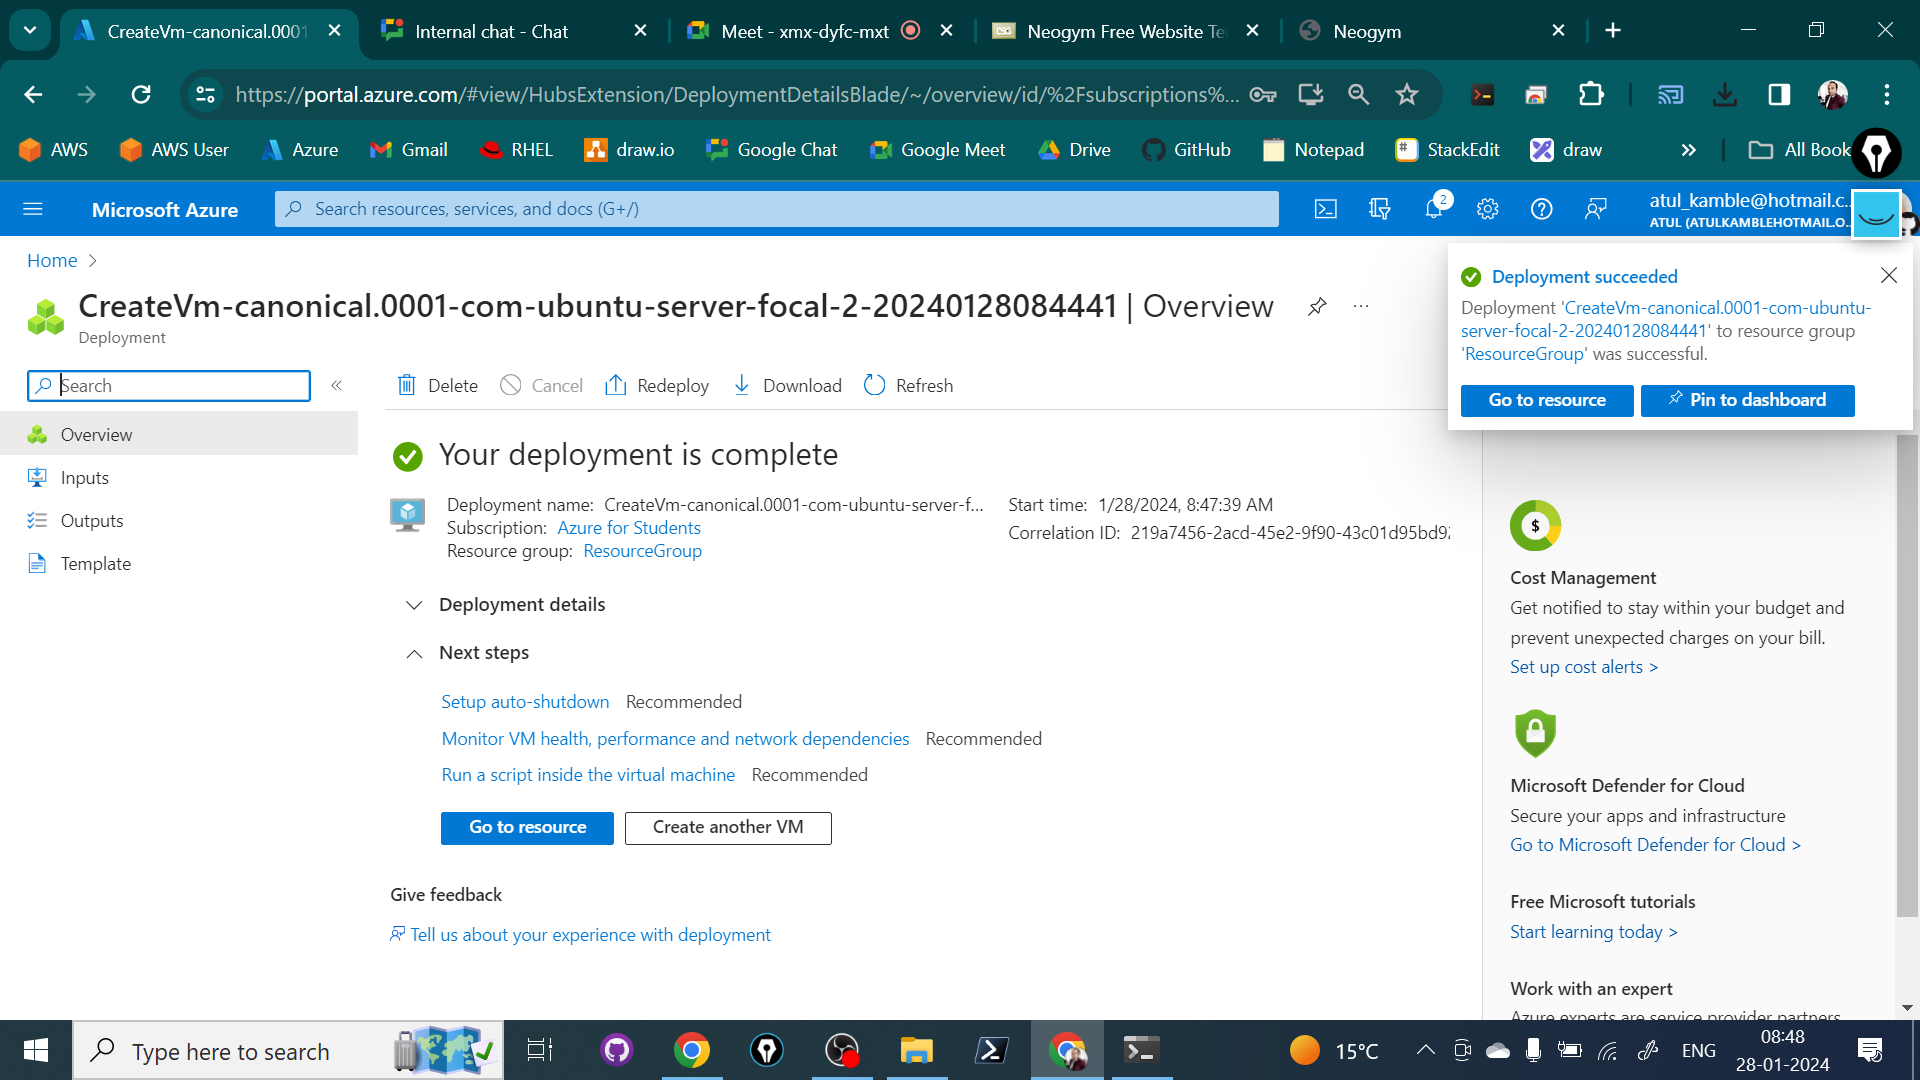 CreateVm-canonical.0001
Internal chat - Chat
Meet - xmx-dyfc-mxt
Neogym Free Website Te
Neogym
https://portal.azure.com/#view/HubsExtension/DeploymentDetailsBlade/~/overview/id/%2Fsubscriptions%...
AWS
AWS User
Azure
Gmail
RHEL
draw.io
Google Chat
Google Meet
Drive
GitHub
Notepad
StackEdit
draw
»
All Book
Microsoft Azure
Search resources, services, and docs (G+/)
2
atul_kamble@hotmail.c...
ATUL (ATULKAMBLEHOTMAIL.O...
Home >
CreateVm-canonical.0001-com-ubuntu-server-focal-2-20240128084441 | Overview
...
Deployment
Deployment succeeded
Deployment 'CreateVm-canonical.0001-com-ubuntu-
server-focal-2-20240128084441' to resource group
'ResourceGroup' was successful.
Go to resource
Pin to dashboard
Search
«
Delete
Cancel
Redeploy
Download
Refresh
Overview
Inputs
Outputs
Template
Your deployment is complete
Deployment name: CreateVm-canonical.0001-com-ubuntu-server-f...
Subscription: Azure for Students
Resource group: ResourceGroup
Start time: 1/28/2024, 8:47:39 AM
Correlation ID: 219a7456-2acd-45e2-9f90-43c01d95bd92
Deployment details
Next steps
Setup auto-shutdown Recommended
Monitor VM health, performance and network dependencies Recommended
Run a script inside the virtual machine Recommended
Go to resource
Create another VM
Give feedback
Tell us about your experience with deployment
$
Cost Management
Get notified to stay within your budget and
prevent unexpected charges on your bill.
Set up cost alerts >
Microsoft Defender for Cloud
Secure your apps and infrastructure
Go to Microsoft Defender for Cloud >
Free Microsoft tutorials
Start learning today >
Work with an expert
Azure experts are service provider partners
Type here to search
15°C
ENG
08:48
28-01-2024